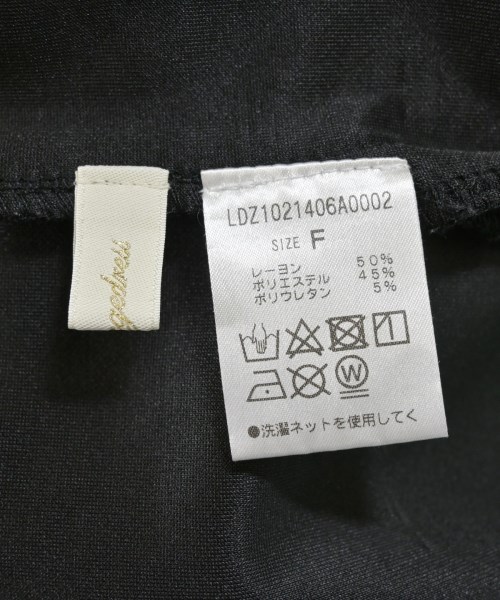 LDZ1021406A0002
SIZE F
レーヨン 50%
ポリエステル 45%
ポリウレタン 5%
W
●洗濯ネットを使用してく